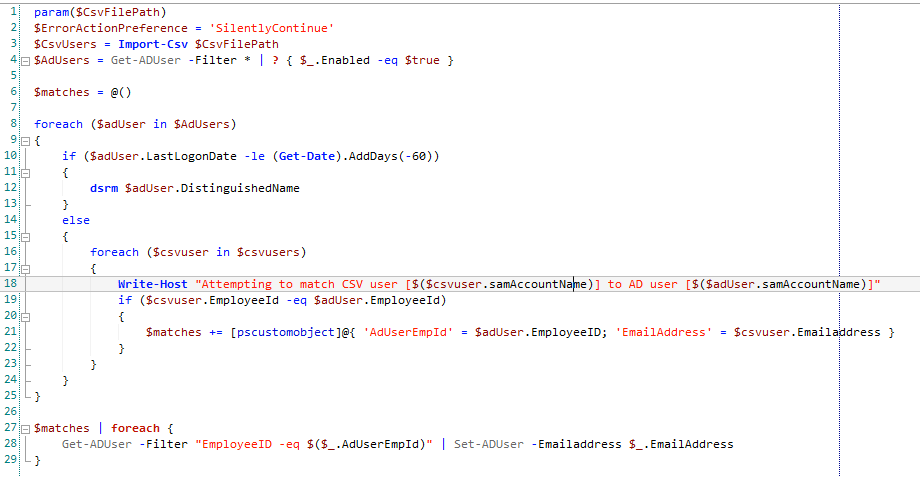 1 param($CsvFilePath)
2 $ErrorActionPreference = 'SilentlyContinue'
3 $CsvUsers = Import-Csv $CsvFilePath
4 $AdUsers = Get-ADUser -Filter * | ? { $_.Enabled -eq $true }
5
6 $matches = @()
7
8 foreach ($adUser in $AdUsers)
9 {
10     if ($adUser.LastLogonDate -le (Get-Date).AddDays(-60))
11     {
12         dsrm $adUser.DistinguishedName
13     }
14     else
15     {
16         foreach ($csvuser in $csvusers)
17         {
18             Write-Host "Attempting to match CSV user [$($csvuser.samAccountName)] to AD user [$($adUser.samAccountName)]"
19             if ($csvuser.EmployeeId -eq $adUser.EmployeeId)
20             {
21                 $matches += [pscustomobject]@{ 'AdUserEmpId' = $adUser.EmployeeID; 'EmailAddress' = $csvuser.Emailaddress }
22             }
23         }
24     }
25 }
26
27 $matches | foreach {
28     Get-ADUser -Filter "EmployeeID -eq $($_.AdUserEmpId)" | Set-ADUser -Emailaddress $_.EmailAddress
29 }